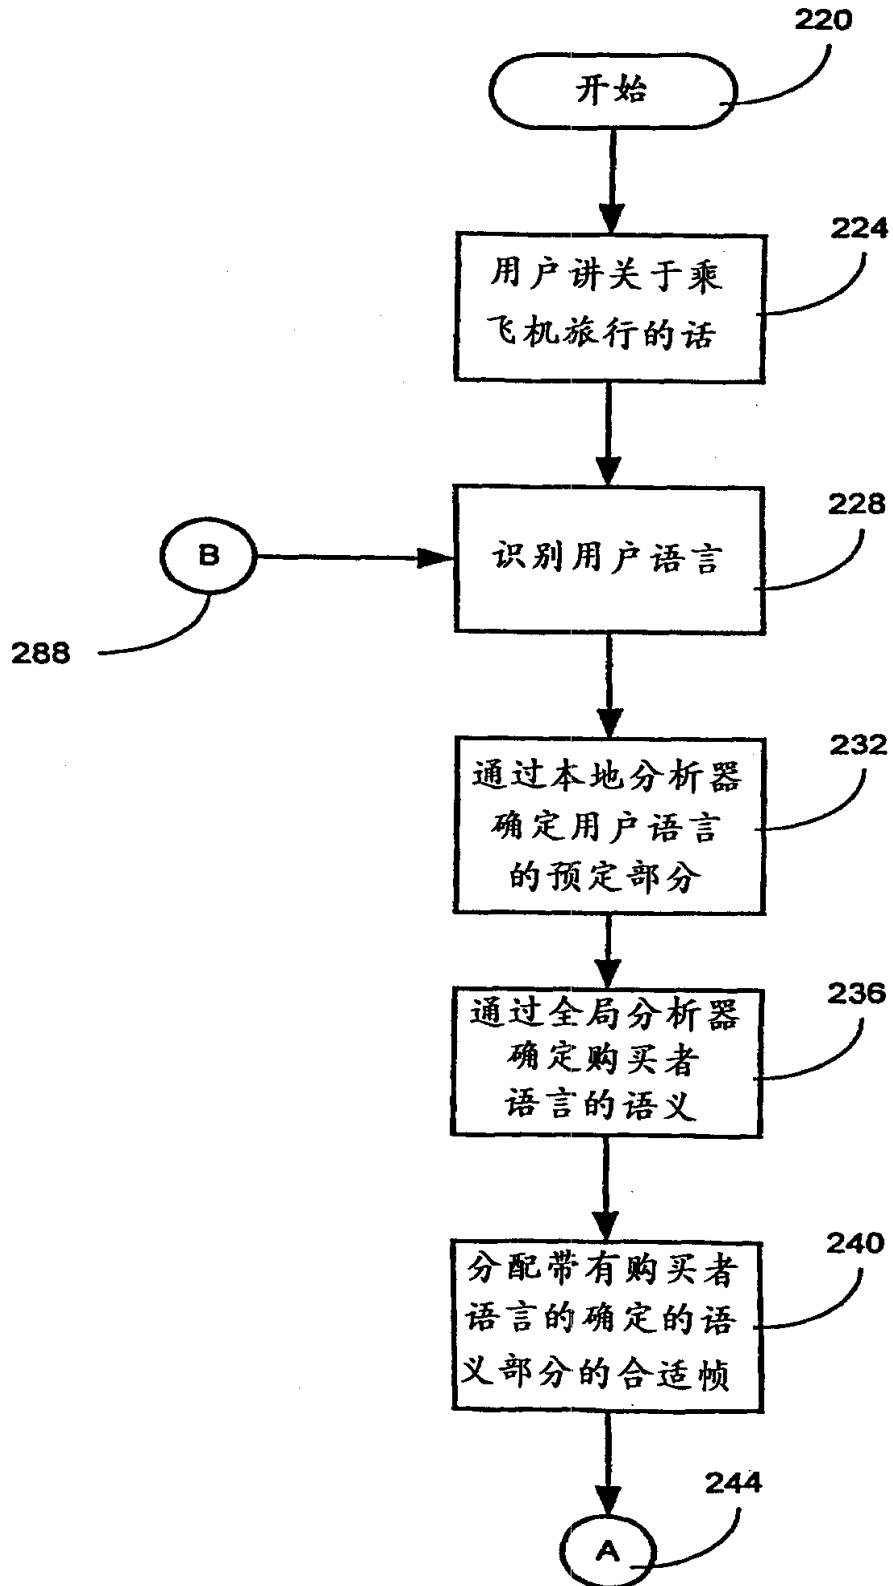 220
开始
224
用户讲关于乘
飞机旅行的话
228
识别用户语言
B
288
232
通过本地分析器
确定用户语言
的预定部分
236
通过全局分析器
确定购买者
语言的语义
240
分配带有购买者
语言的确定的语
义部分的合适帧
244
A